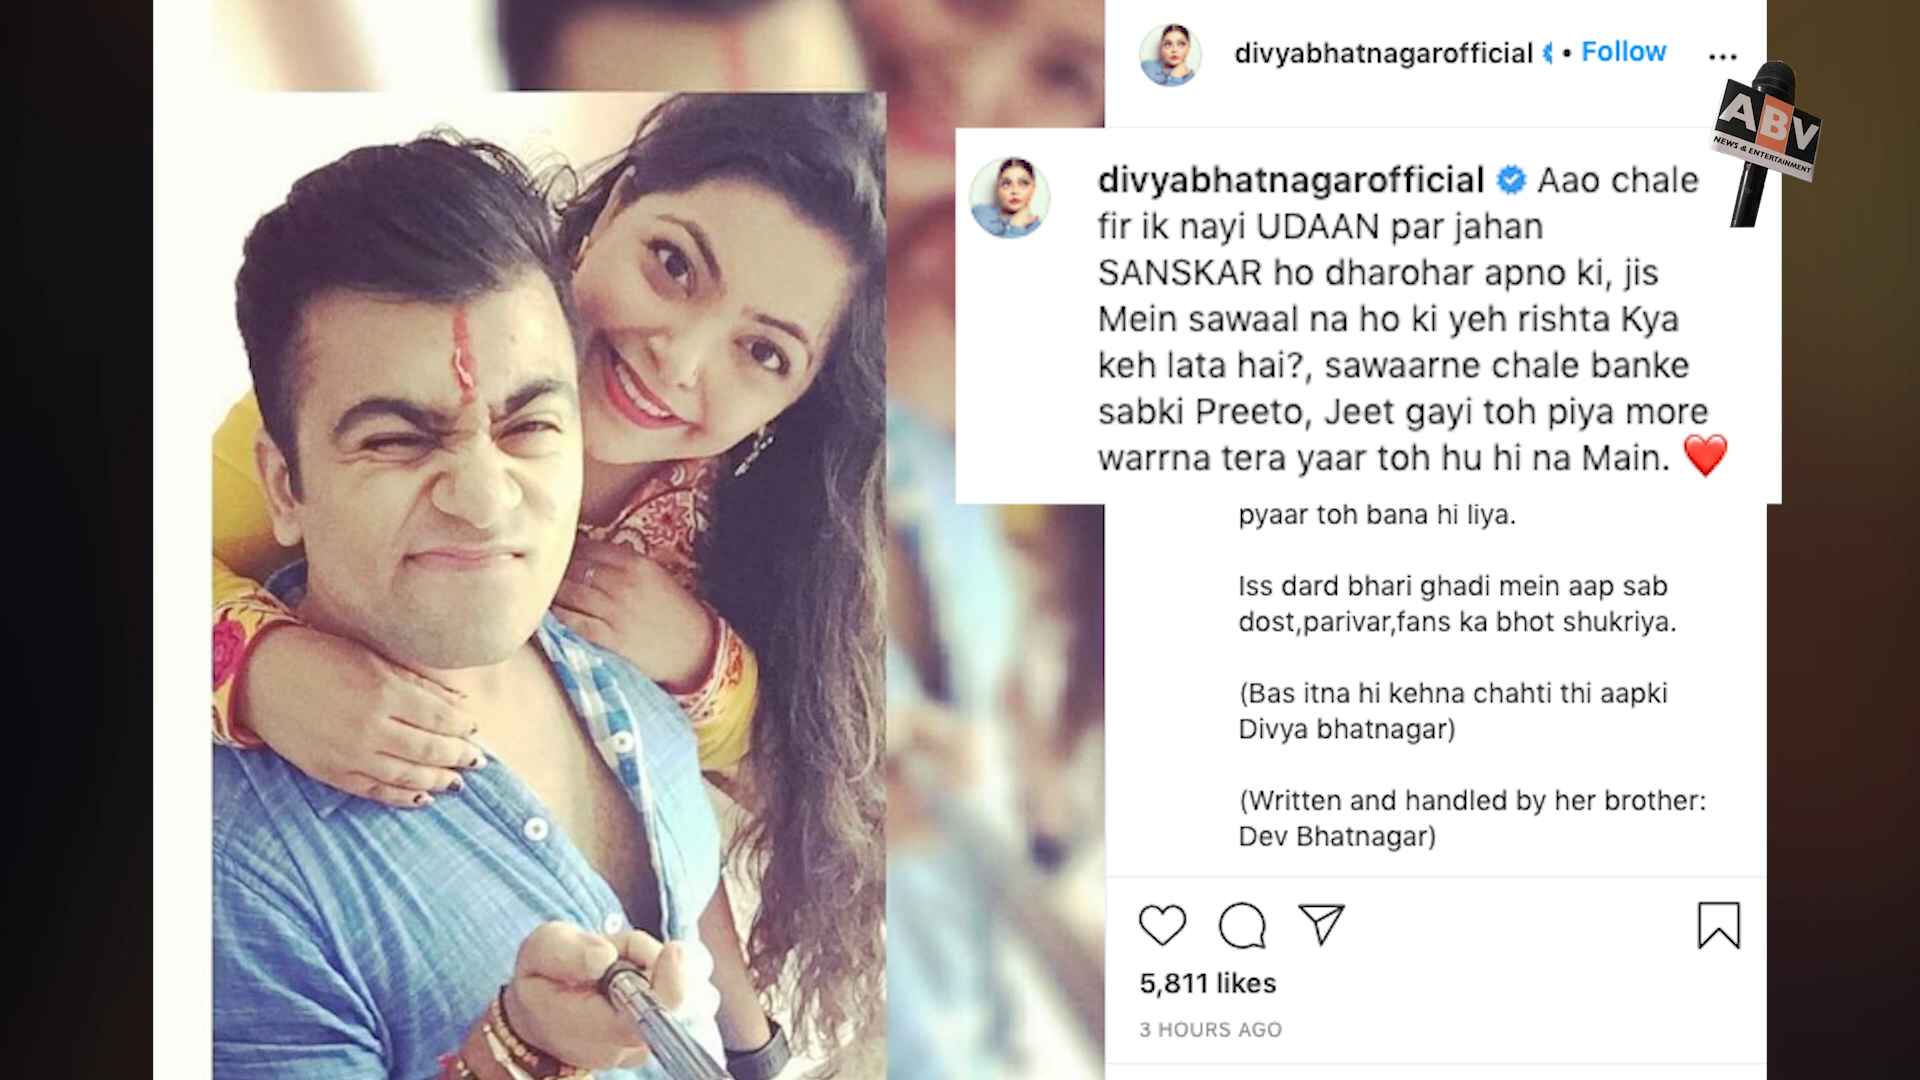 divyabhatnagarofficial • Follow
ABV
NEWS & ENTERTAINMENT
divyabhatnagarofficial Aao chale
fir ik nayi UDAAN par jahan
SANSKAR ho dharohar apno ki, jis
Mein sawaal na ho ki yeh rishta Kya
keh lata hai?, sawaarne chale banke
sabki Preeto, Jeet gayi toh piya more
warrna tera yaar toh hu hi na Main. ❤️
pyaar toh bana hi liya.
Iss dard bhari ghadi mein aap sab
dost,parivar,fans ka bhot shukriya.
(Bas itna hi kehna chahti thi aapki
Divya bhatnagar)
(Written and handled by her brother:
Dev Bhatnagar)
5,811 likes
3 HOURS AGO